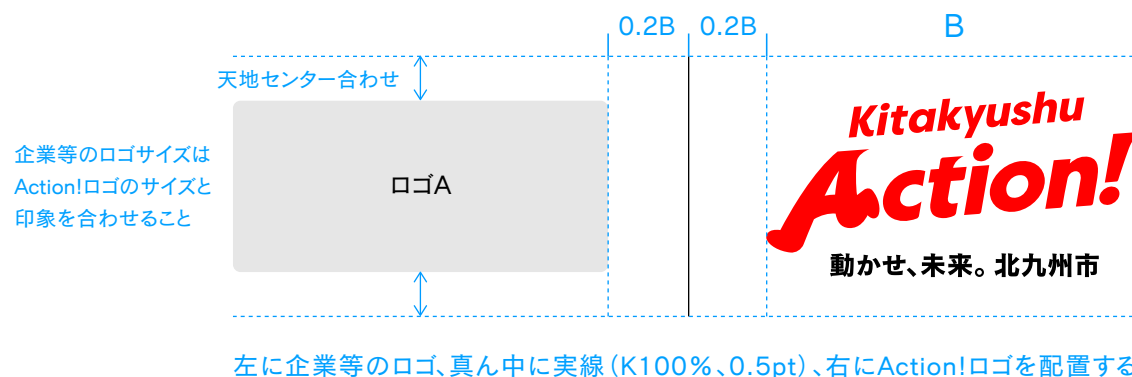 0.2B 0.2B B
天地センター合わせ
企業等のロゴサイズは
Action!ロゴのサイズと
印象を合わせること
ロゴA
Kitakyushu
Action!
動かせ、未来。北九州市
左に企業等のロゴ、真ん中に実線（K100％、0.5pt）、右にAction!ロゴを配置する